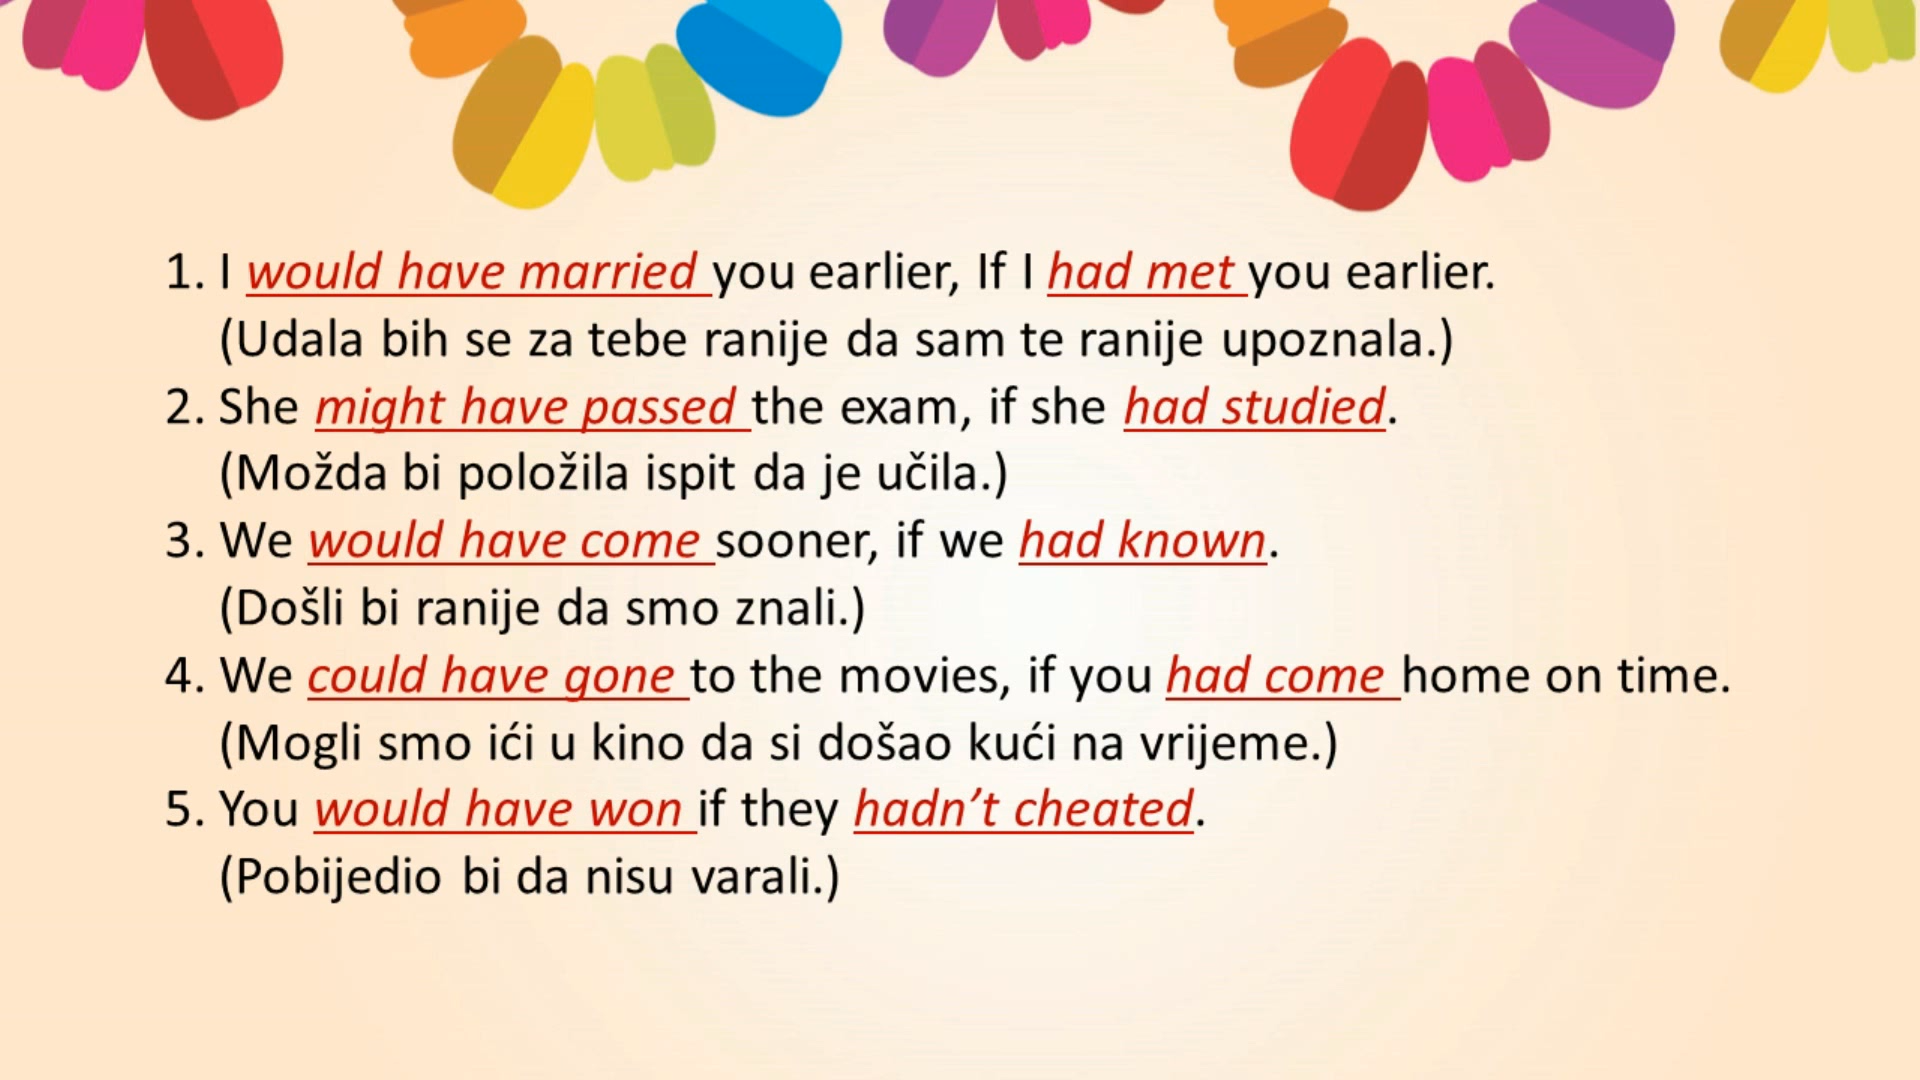 1. I would have married you earlier, If I had met you earlier.
(Udala bih se za tebe ranije da sam te ranije upoznala.)
2. She might have passed the exam, if she had studied.
(Možda bi položila ispit da je učila.)
3. We would have come sooner, if we had known.
(Došli bi ranije da smo znali.)
4. We could have gone to the movies, if you had come home on time.
(Mogli smo ići u kino da si došao kući na vrijeme.)
5. You would have won if they hadn’t cheated.
(Pobijedio bi da nisu varali.)